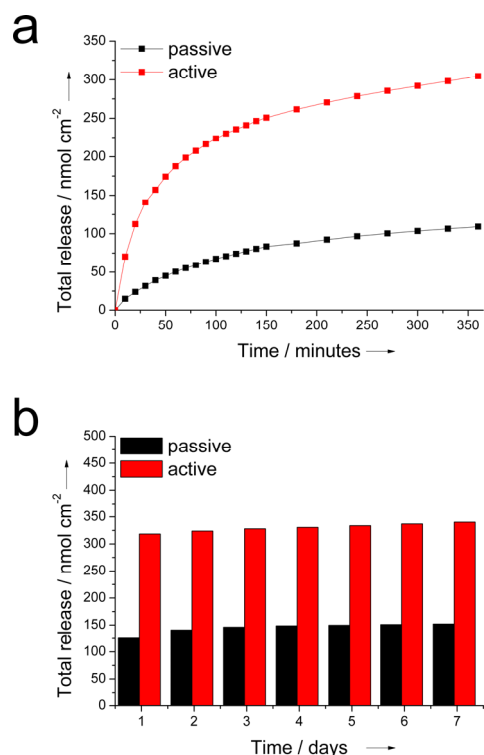 a
passive
active
Total release / nmol cm⁻²
350
300
250
200
150
100
50
0
0 50 100 150 200 250 300 350
Time / minutes
b
passive
active
Total release / nmol cm⁻²
500
450
400
350
300
250
200
150
100
50
0
1 2 3 4 5 6 7
Time / days